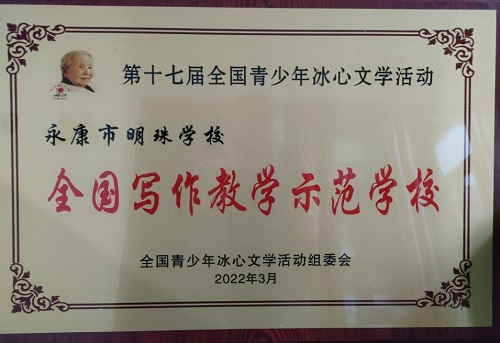 第十七届全国青少年冰心文学活动
永康市明珠学校
全国写作教学示范学校
全国青少年冰心文学活动组委会
2022年3月